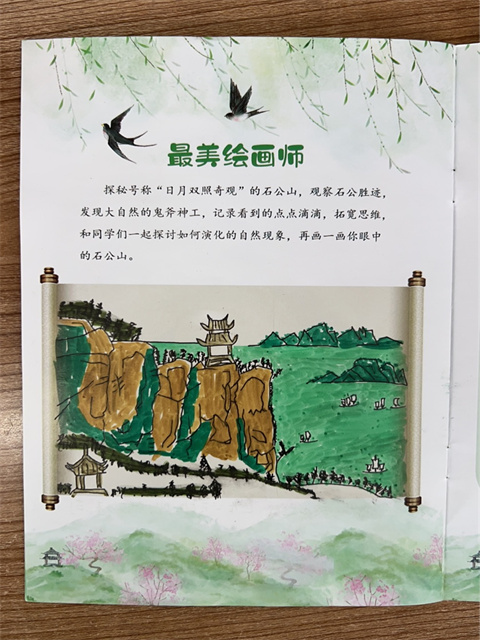 最美绘画师
探秘号称“日月双照奇观”的石公山，观察石公胜迹，
发现大自然的鬼斧神工，记录看到的点点滴滴，拓宽思维，
和同学们一起探讨如何演化的自然现象，再画一画你眼中
的石公山。